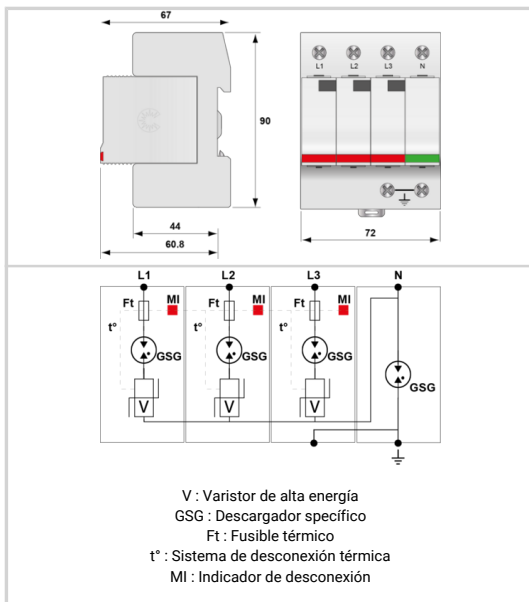 67
L1 L2 L3 N
90
44
60.8
72
L1 L2 L3 N
Ft MI Ft MI Ft MI
t° t° t°
GSG GSG GSG
GSG
V V V
V : Varistor de alta energía
GSG : Descargador específico
Ft : Fusible térmico
t° : Sistema de desconexión térmica
MI : Indicador de desconexión